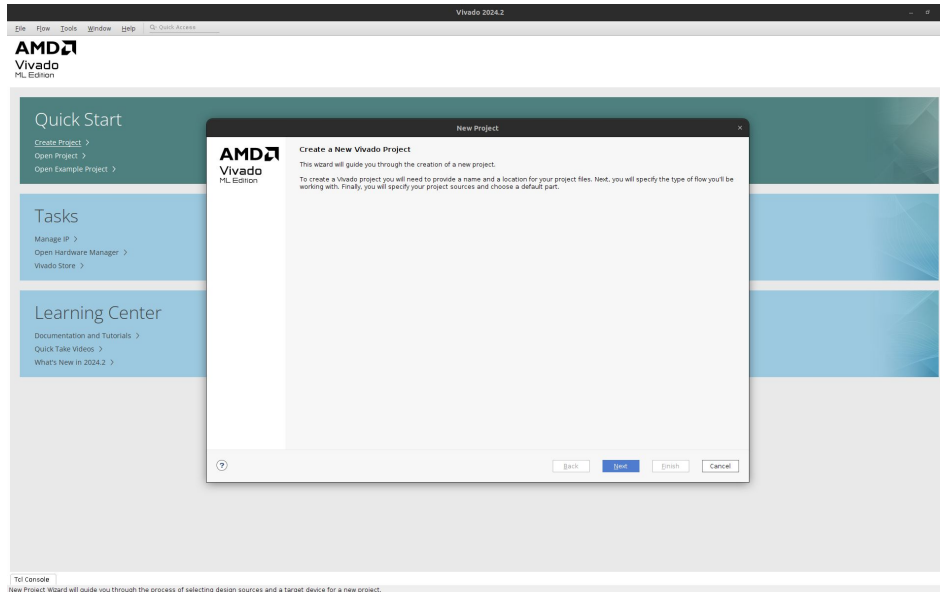 Vivado 2024.2
File Flow Tools Window Help Quick Access
AMD
Vivado
ML Edition
Quick Start
Create Project >
Open Project >
Open Example Project >
Tasks
Manage IP >
Open Hardware Manager >
Vivado Store >
Learning Center
Documentation and Tutorials >
Quick Take Videos >
What's New in 2024.2 >
New Project
AMD
Vivado
ML Edition
Create a New Vivado Project
This wizard will guide you through the creation of a new project.
To create a Vivado project you will need to provide a name and a location for your project files. Next, you will specify the type of flow you'll be
working with. Finally, you will specify your project sources and choose a default part.
?
Back Next Finish Cancel
Tcl Console
New Project Wizard will guide you through the process of selecting design sources and a target device for a new project.